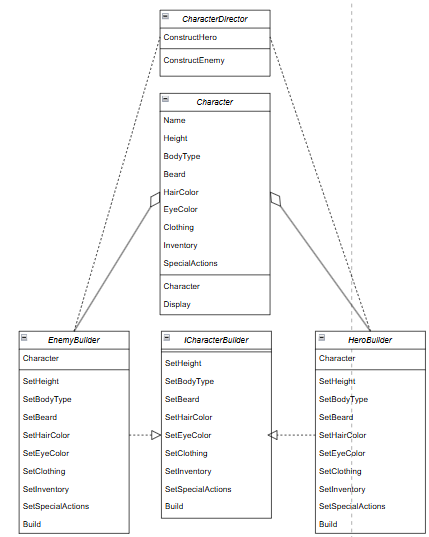 CharacterDirector
ConstructHero
ConstructEnemy
Character
Name
Height
BodyType
Beard
HairColor
EyeColor
Clothing
Inventory
SpecialActions
Character
Display
EnemyBuilder
Character
SetHeight
SetBodyType
SetBeard
SetHairColor
SetEyeColor
SetClothing
SetInventory
SetSpecialActions
Build
ICharacterBuilder
SetHeight
SetBodyType
SetBeard
SetHairColor
SetEyeColor
SetClothing
SetInventory
SetSpecialActions
Build
HeroBuilder
Character
SetHeight
SetBodyType
SetBeard
SetHairColor
SetEyeColor
SetClothing
SetInventory
SetSpecialActions
Build